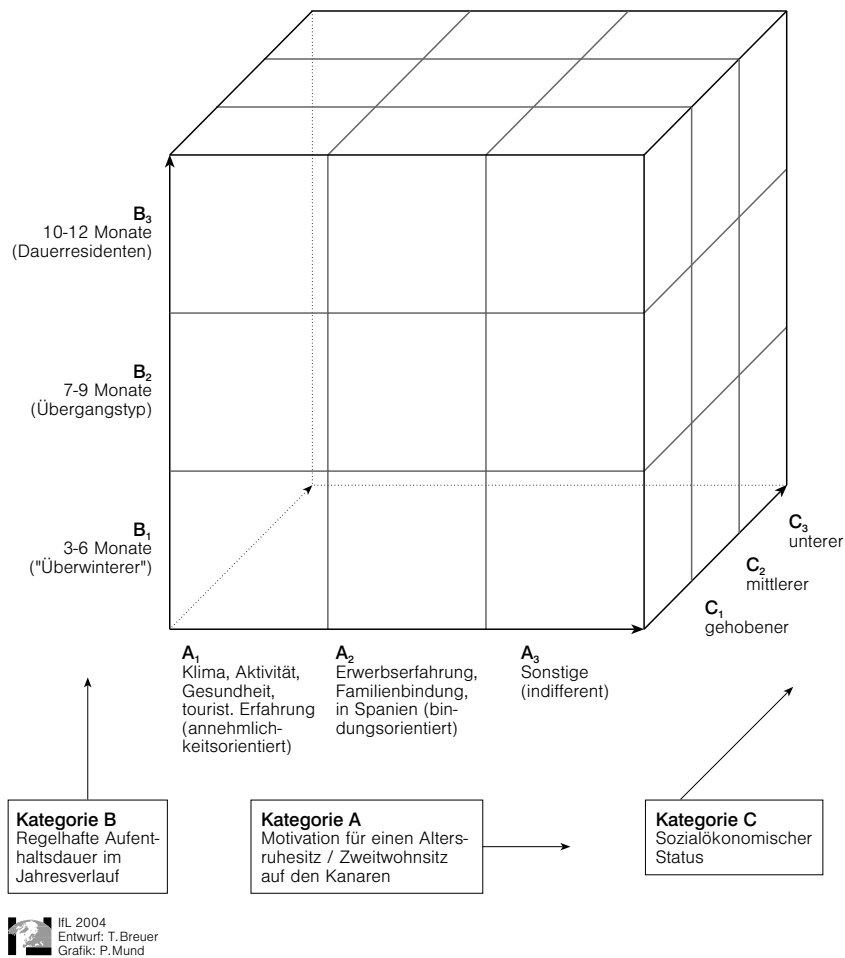 B₃
10-12 Monate
(Dauerresidenten)
B₂
7-9 Monate
(Übergangstyp)
B₁
3-6 Monate
("Überwinterer")
C₃
unterer
C₂
mittlerer
C₁
gehobener
A₁
Klima, Aktivität,
Gesundheit,
tourist. Erfahrung
(annehmlich-
keitsorientiert)
A₂
Erwerbserfahrung,
Familienbindung,
in Spanien (bin-
dungsorientiert)
A₃
Sonstige
(indifferent)
Kategorie B
Regelhafte Aufent-
haltsdauer im
Jahresverlauf
Kategorie A
Motivation für einen Alters-
ruhesitz / Zweitwohnsitz
auf den Kanaren
Kategorie C
Sozialökonomischer
Status
IfL 2004
Entwurf: T.Breuer
Grafik: P.Mund